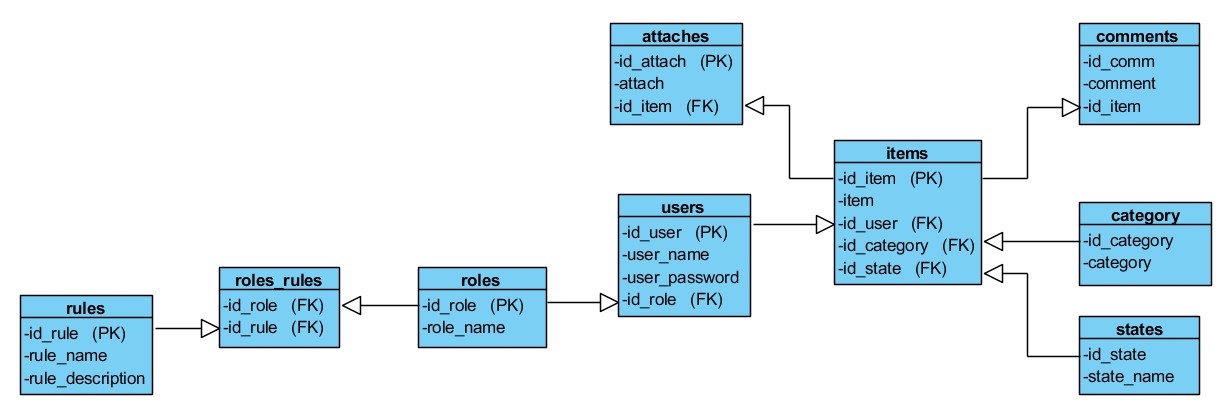 attaches
-id_attach (PK)
-attach
-id_item (FK)
comments
-id_comm
-comment
-id_item
items
-id_item (PK)
-item
-id_user (FK)
-id_category (FK)
-id_state (FK)
users
-id_user (PK)
-user_name
-user_password
-id_role (FK)
category
-id_category
-category
roles_rules
-id_role (FK)
-id_rule (FK)
roles
-id_role (PK)
-role_name
rules
-id_rule (PK)
-rule_name
-rule_description
states
-id_state
-state_name